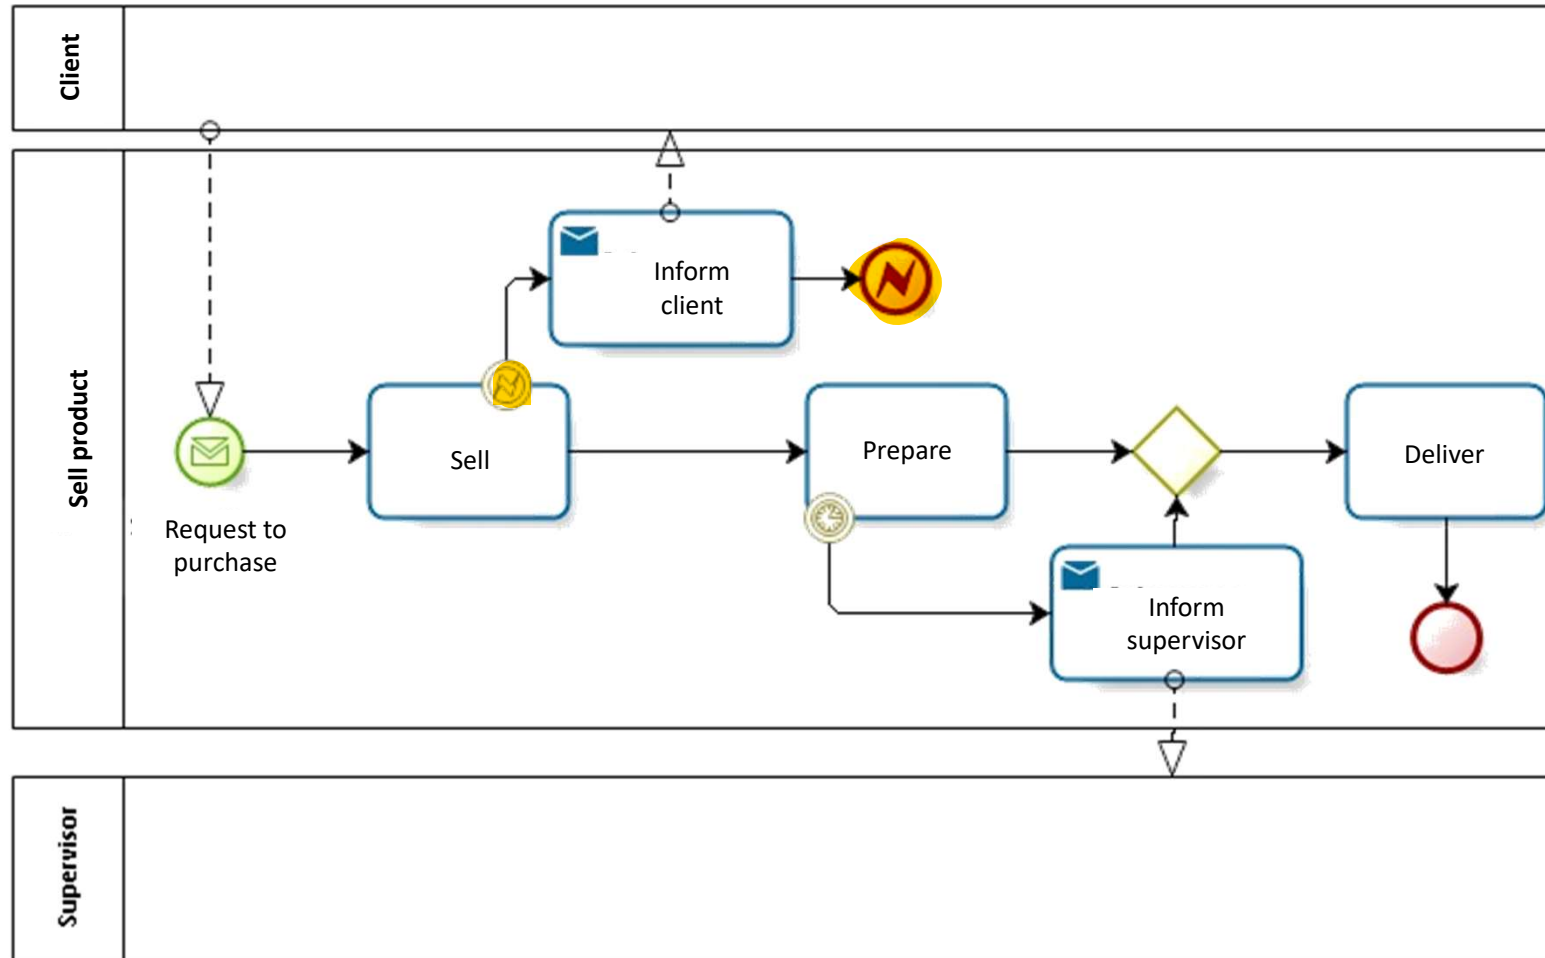 Client
Sell product
Inform
client
Sell
Prepare
Deliver
Request to
purchase
Inform
supervisor
Supervisor